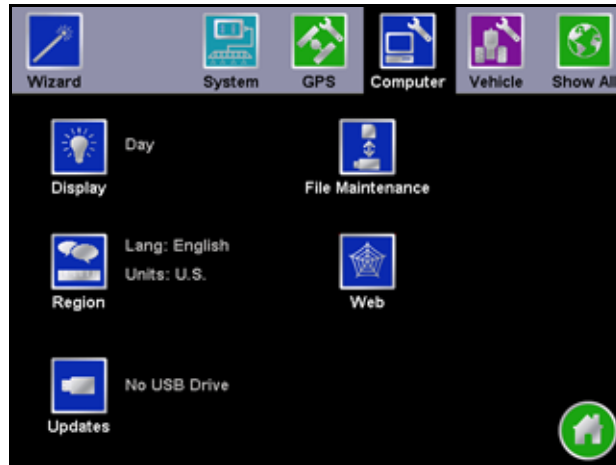 Wizard System GPS Computer Vehicle Show All
Day
Display File Maintenance
Lang: English
Units: U.S.
Region Web
No USB Drive
Updates